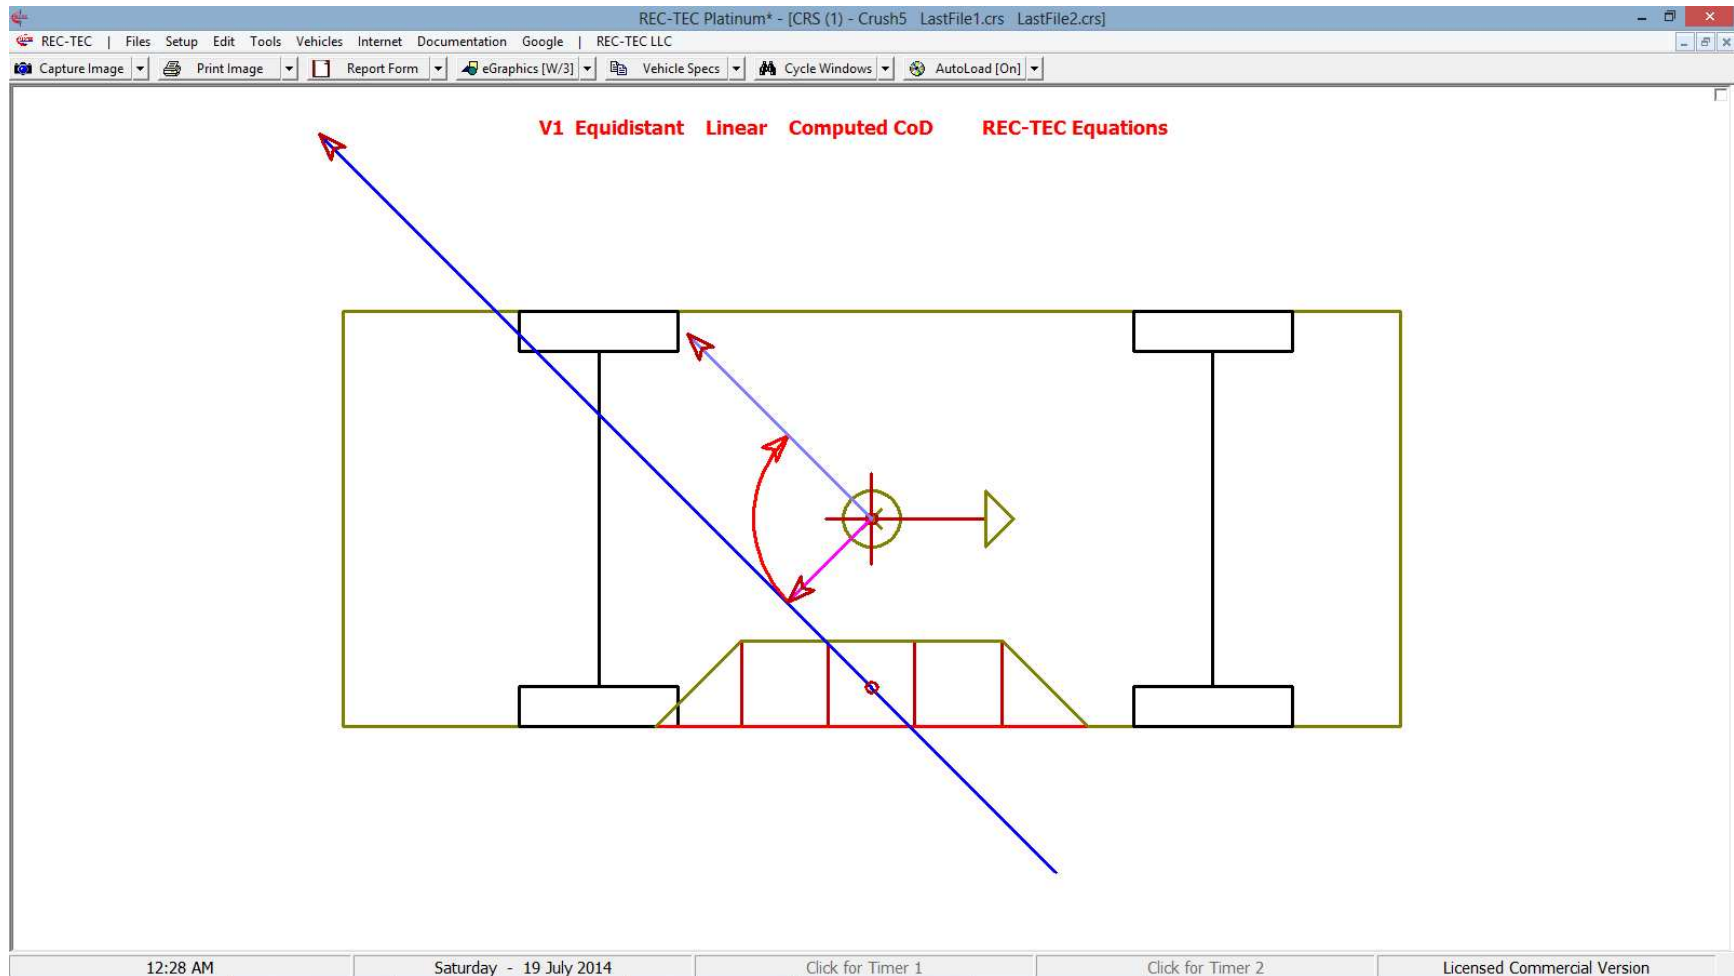 REC-TEC Platinum* - [CRS (1) - Crush5 LastFile1.crs LastFile2.crs]
REC-TEC | Files Setup Edit Tools Vehicles Internet Documentation Google | REC-TEC LLC
Capture Image Print Image Report Form eGraphics [W/3] Vehicle Specs Cycle Windows AutoLoad [On]
V1 Equidistant Linear Computed CoD REC-TEC Equations
12:28 AM Saturday - 19 July 2014 Click for Timer 1 Click for Timer 2 Licensed Commercial Version